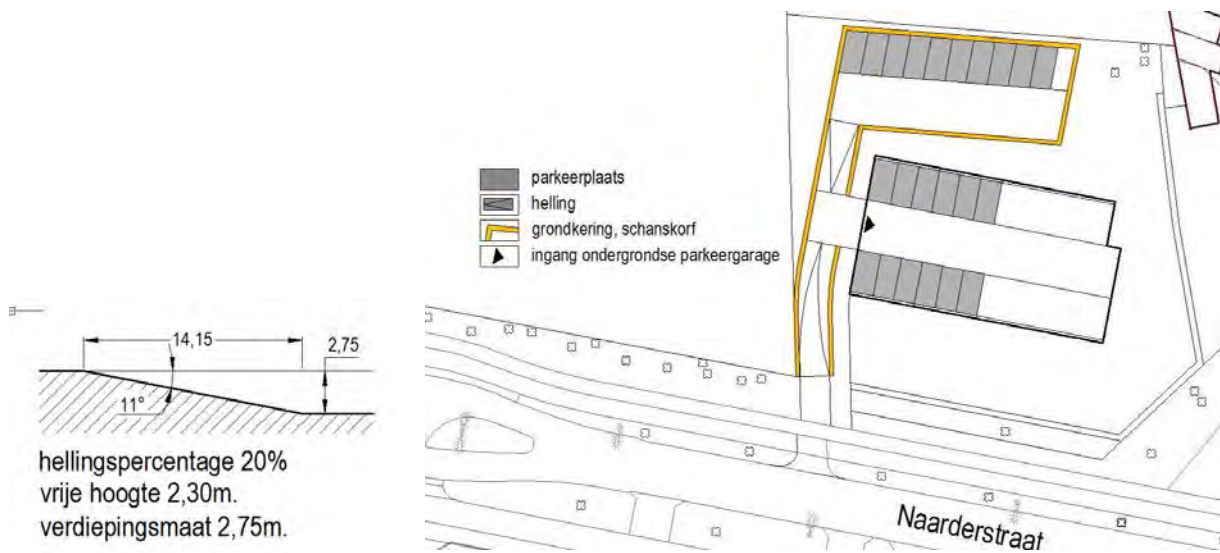 parkeerplaats
helling
grondkering, schanskorf
ingang ondergrondse parkeergarage
14,15
2,75
11°
hellingspercentage 20%
vrije hoogte 2,30m.
verdiepingsmaat 2,75m.
Naarderstraat